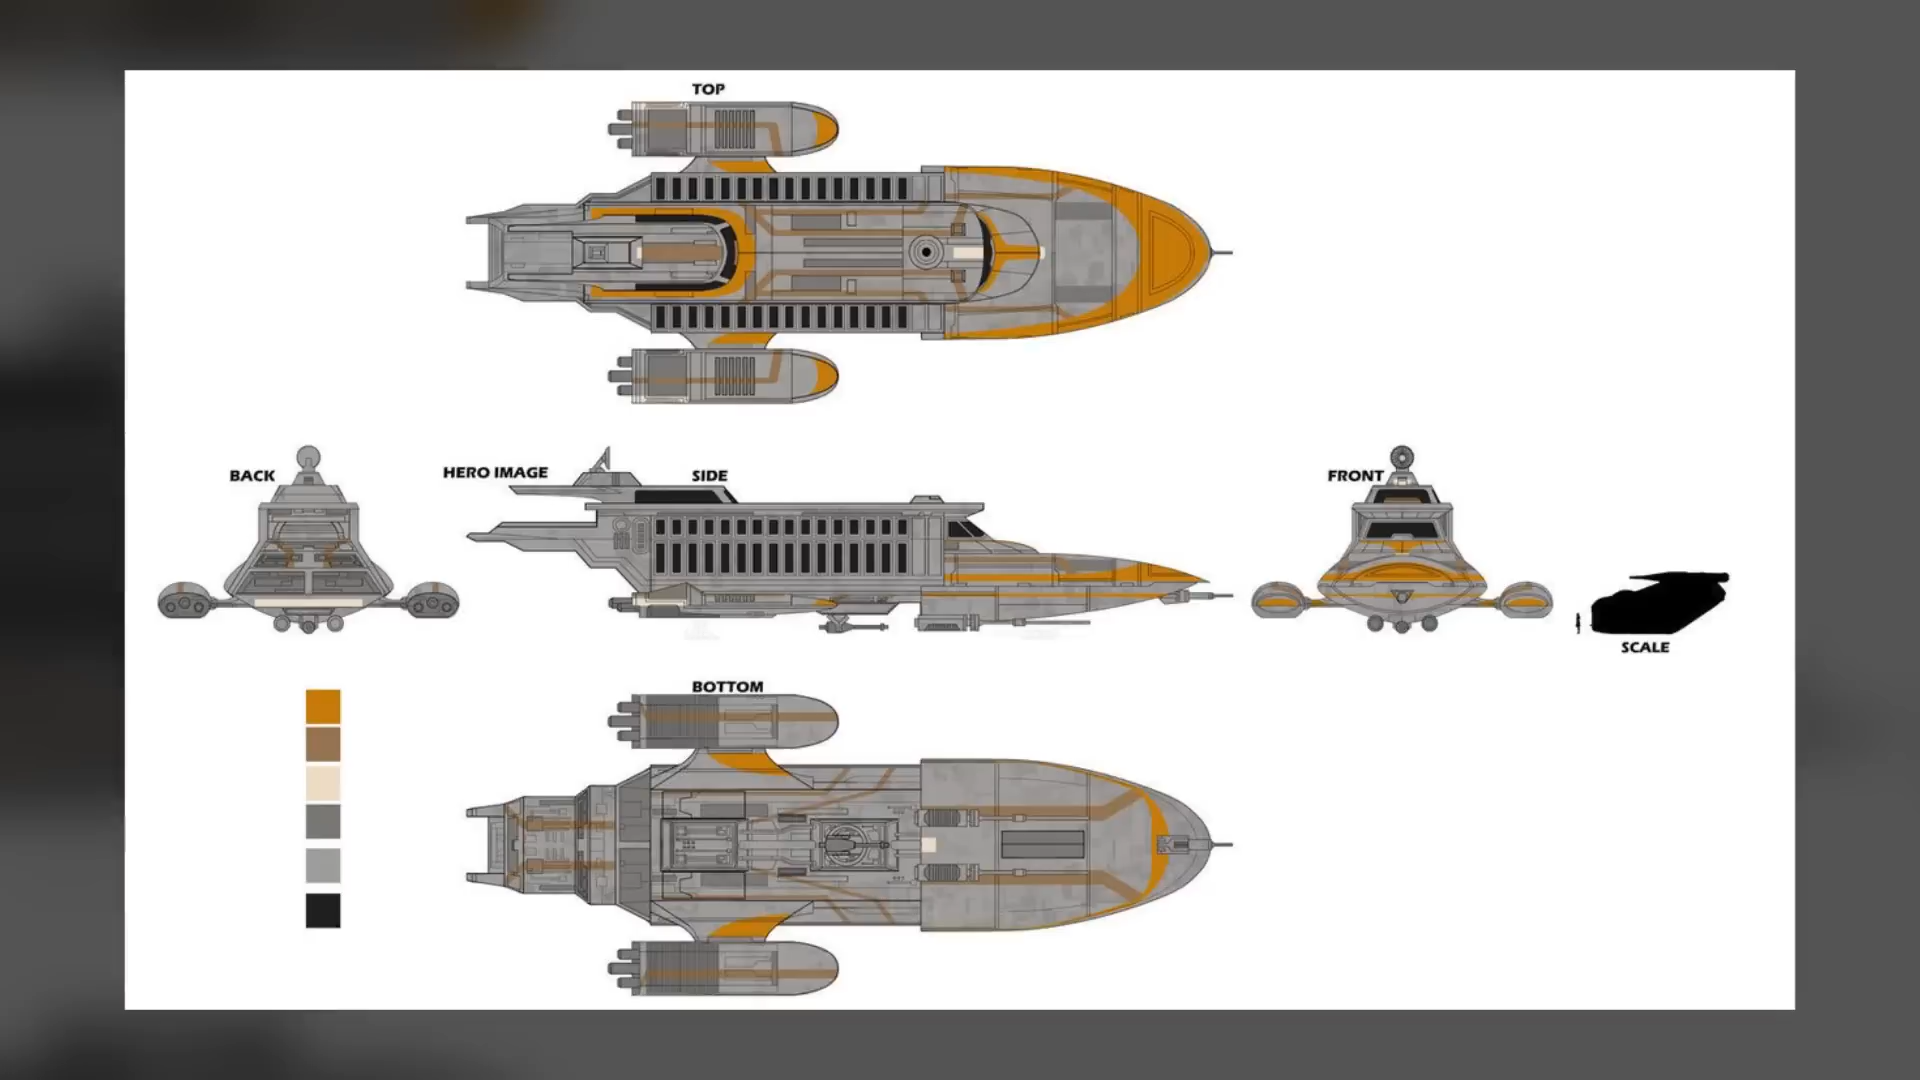 TOP
BACK
HERO IMAGE
SIDE
FRONT
SCALE
BOTTOM